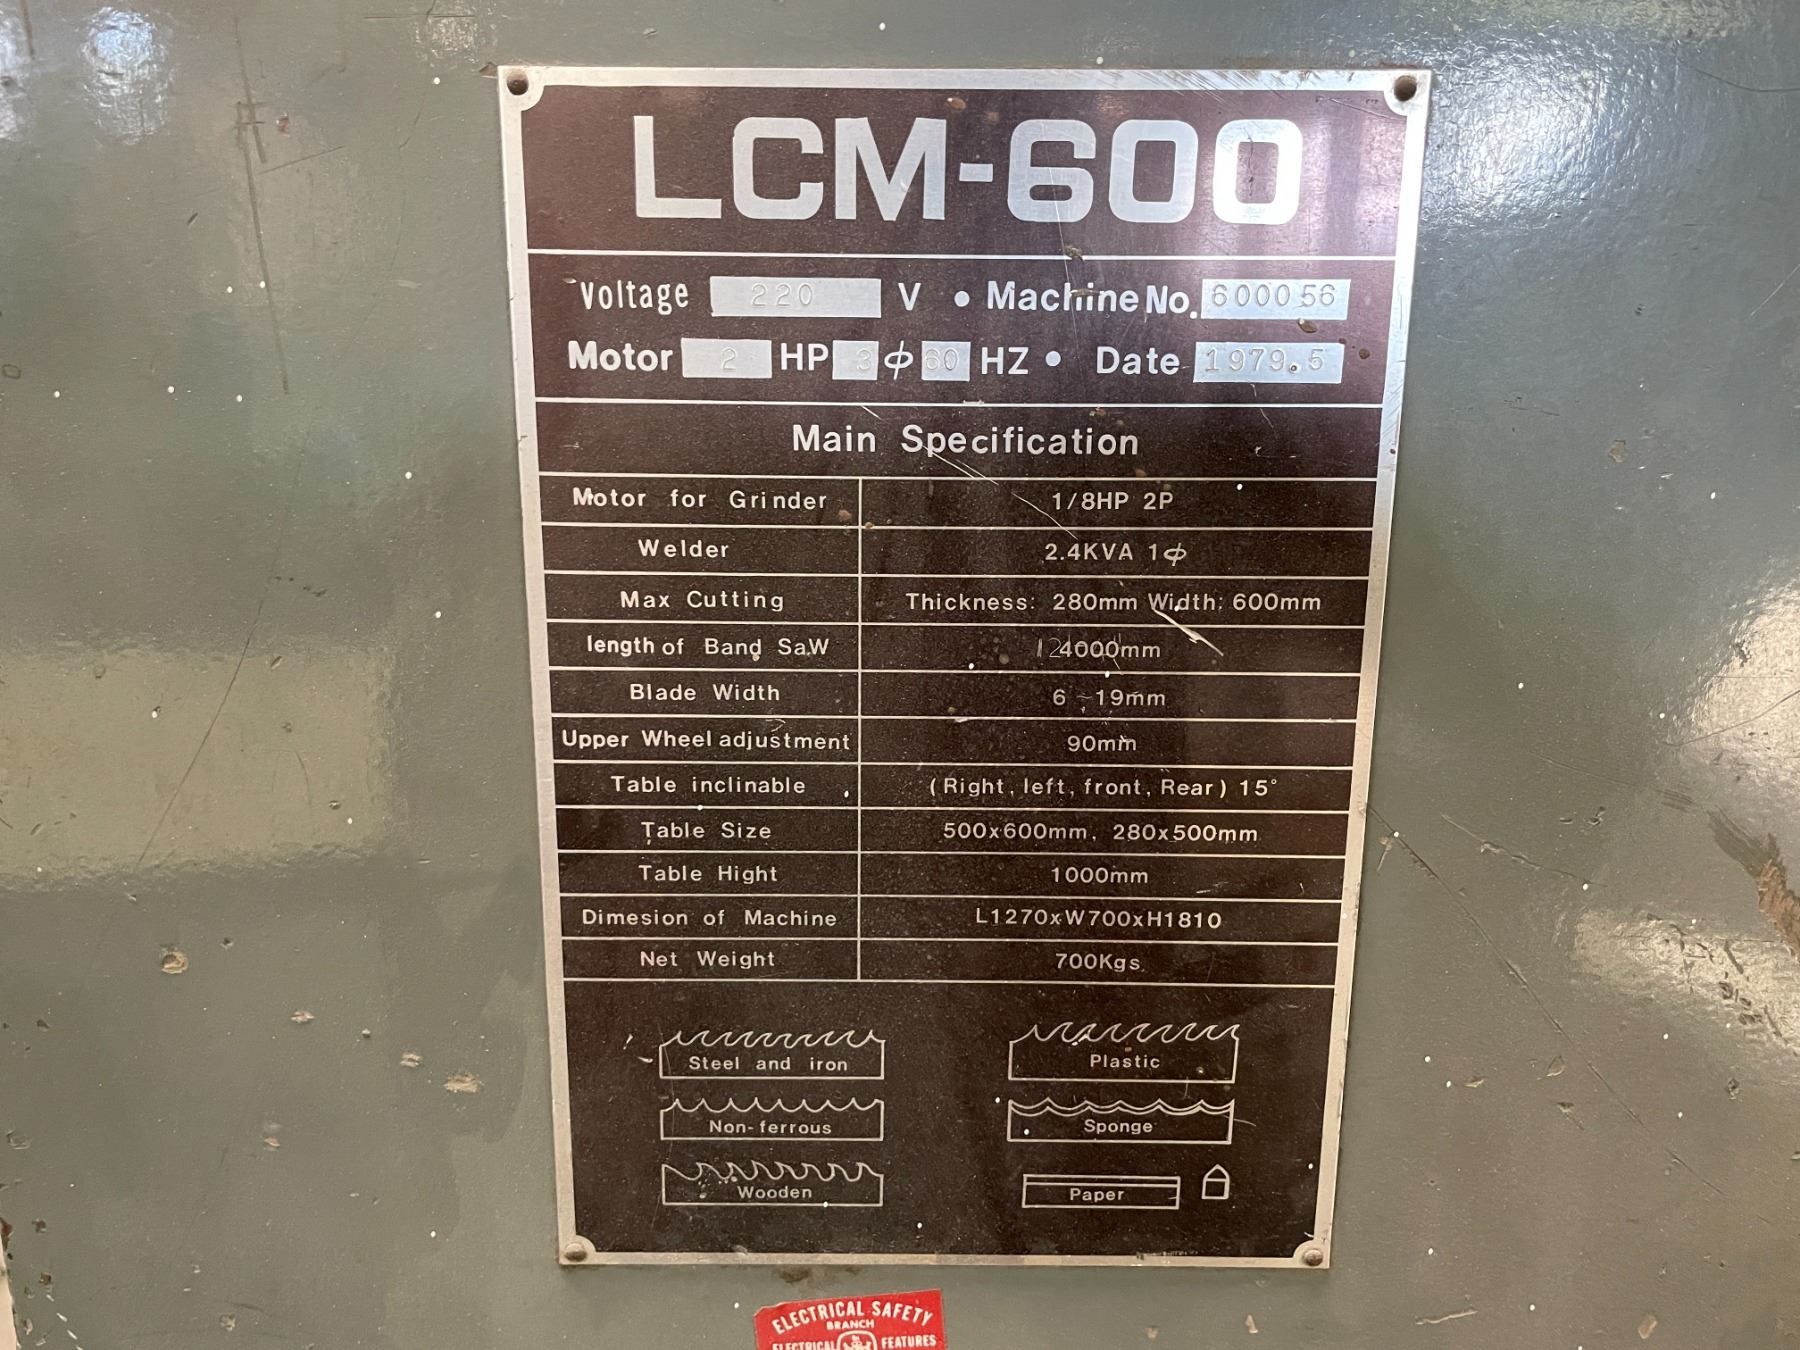 LCM-600
Voltage 220 V • Machine No. 600056
Motor 2 HP 3 ϕ 60 HZ • Date 1979.5
Main Specification
Motor for Grinder 1/8HP 2P
Welder 2.4KVA 1ϕ
Max Cutting Thickness: 280mm Width: 600mm
length of Band SaW 4000mm
Blade Width 6 ~ 19mm
Upper Wheel adjustment 90mm
Table inclinable (Right, left, front, Rear) 15°
Table Size 500x600mm, 280x500mm
Table Hight 1000mm
Dimesion of Machine L1270xW700xH1810
Net Weight 700Kgs.
Steel and iron Plastic
Non-ferrous Sponge
Wooden Paper
ELECTRICAL SAFETY
BRANCH
ELECTRICAL FEATURES